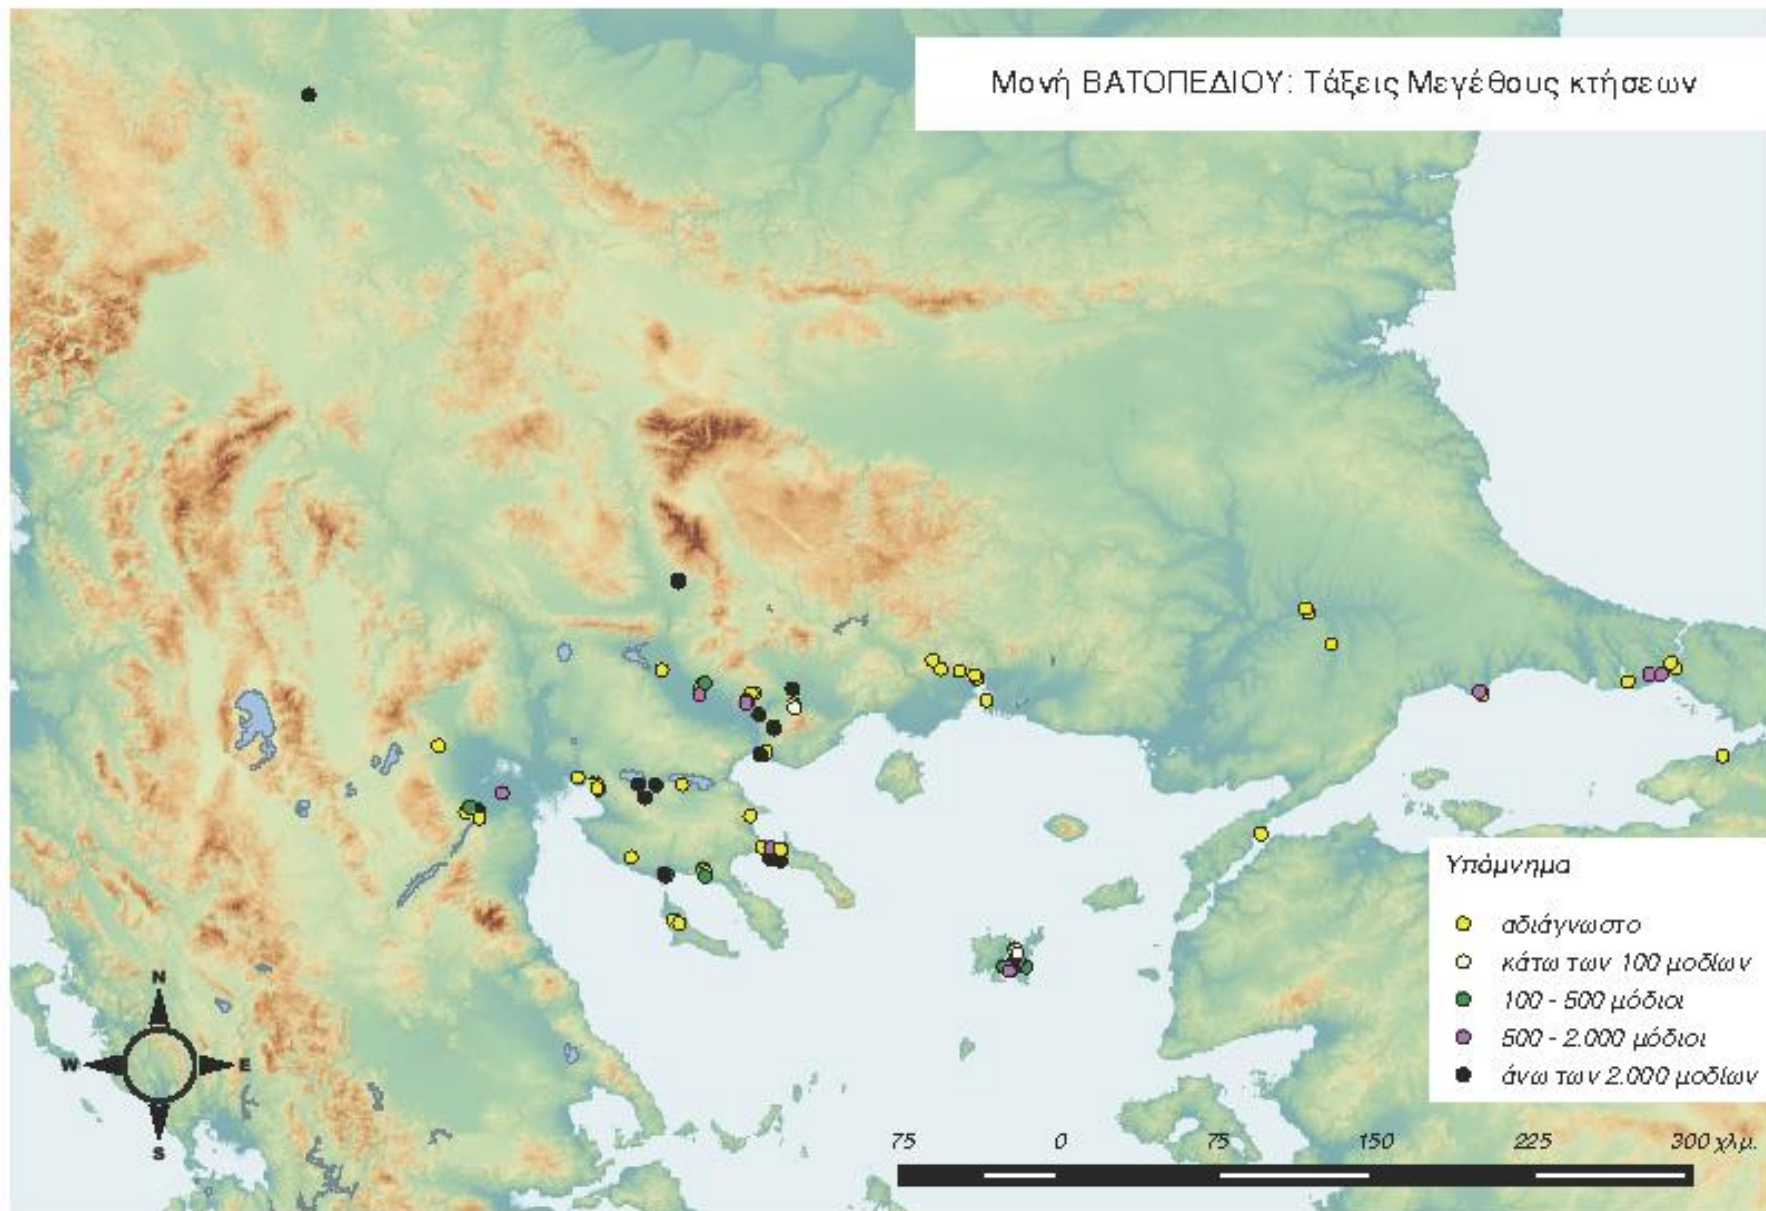 Μονή ΒΑΤΟΠΕΔΙΟΥ: Τάξεις Μεγέθους κτήσεων
Υπόμνημα
αδιάγνωστο
κάτω των 100 μοδίων
100 - 500 μόδιοι
500 - 2.000 μόδιοι
άνω των 2.000 μοδίων
N
W E
S
75 0 75 150 225 300 χλμ.